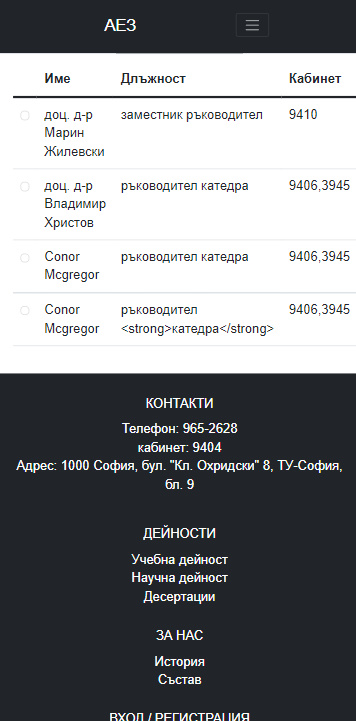 АЕЗ
Име Длъжност Кабинет
доц. д-р заместник ръководител 9410
Марин
Жилевски
доц. д-р ръководител катедра 9406,3945
Владимир
Христов
Conor ръководител катедра 9406,3945
Mcgregor
Conor ръководител 9406,3945
Mcgregor <strong>катедра</strong>
КОНТАКТИ
Телефон: 965-2628
кабинет: 9404
Адрес: 1000 София, бул. "Кл. Охридски" 8, ТУ-София,
бл. 9
ДЕЙНОСТИ
Учебна дейност
Научна дейност
Десертации
ЗА НАС
История
Състав
ВХОД / РЕГИСТРАЦИЯ